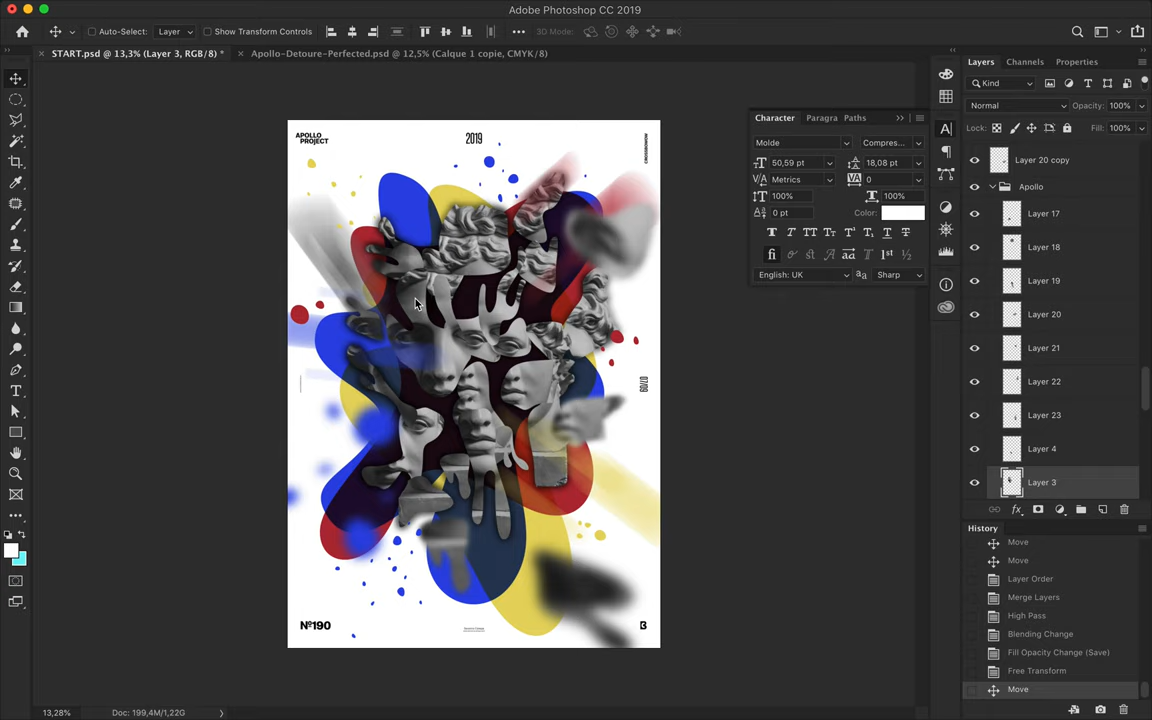 Adobe Photoshop CC 2019
Auto-Select:
Layer
Show Transform Controls
3D Mode:
START.psd @ 13,3% (Layer 3, RGB/8) *
Apollo-Detoure-Perfected.psd @ 12,5% (Calque 1 copie, CMYK/8)
APOLLO
PROJECT
2019
CROSSBOWOW
07/09
Nº190
Character
Paragra
Paths
Molde
Compres...
50,59 pt
18,08 pt
Metrics
0
100%
100%
0 pt
Color:
English: UK
Sharp
Layers
Channels
Properties
Kind
Normal
Opacity:
100%
Lock:
Fill:
100%
Layer 20 copy
Apollo
Layer 17
Layer 18
Layer 19
Layer 20
Layer 21
Layer 22
Layer 23
Layer 4
Layer 3
History
Move
Move
Layer Order
Merge Layers
High Pass
Blending Change
Fill Opacity Change (Save)
Free Transform
Move
13,28%
Doc: 199,4M/1,22G